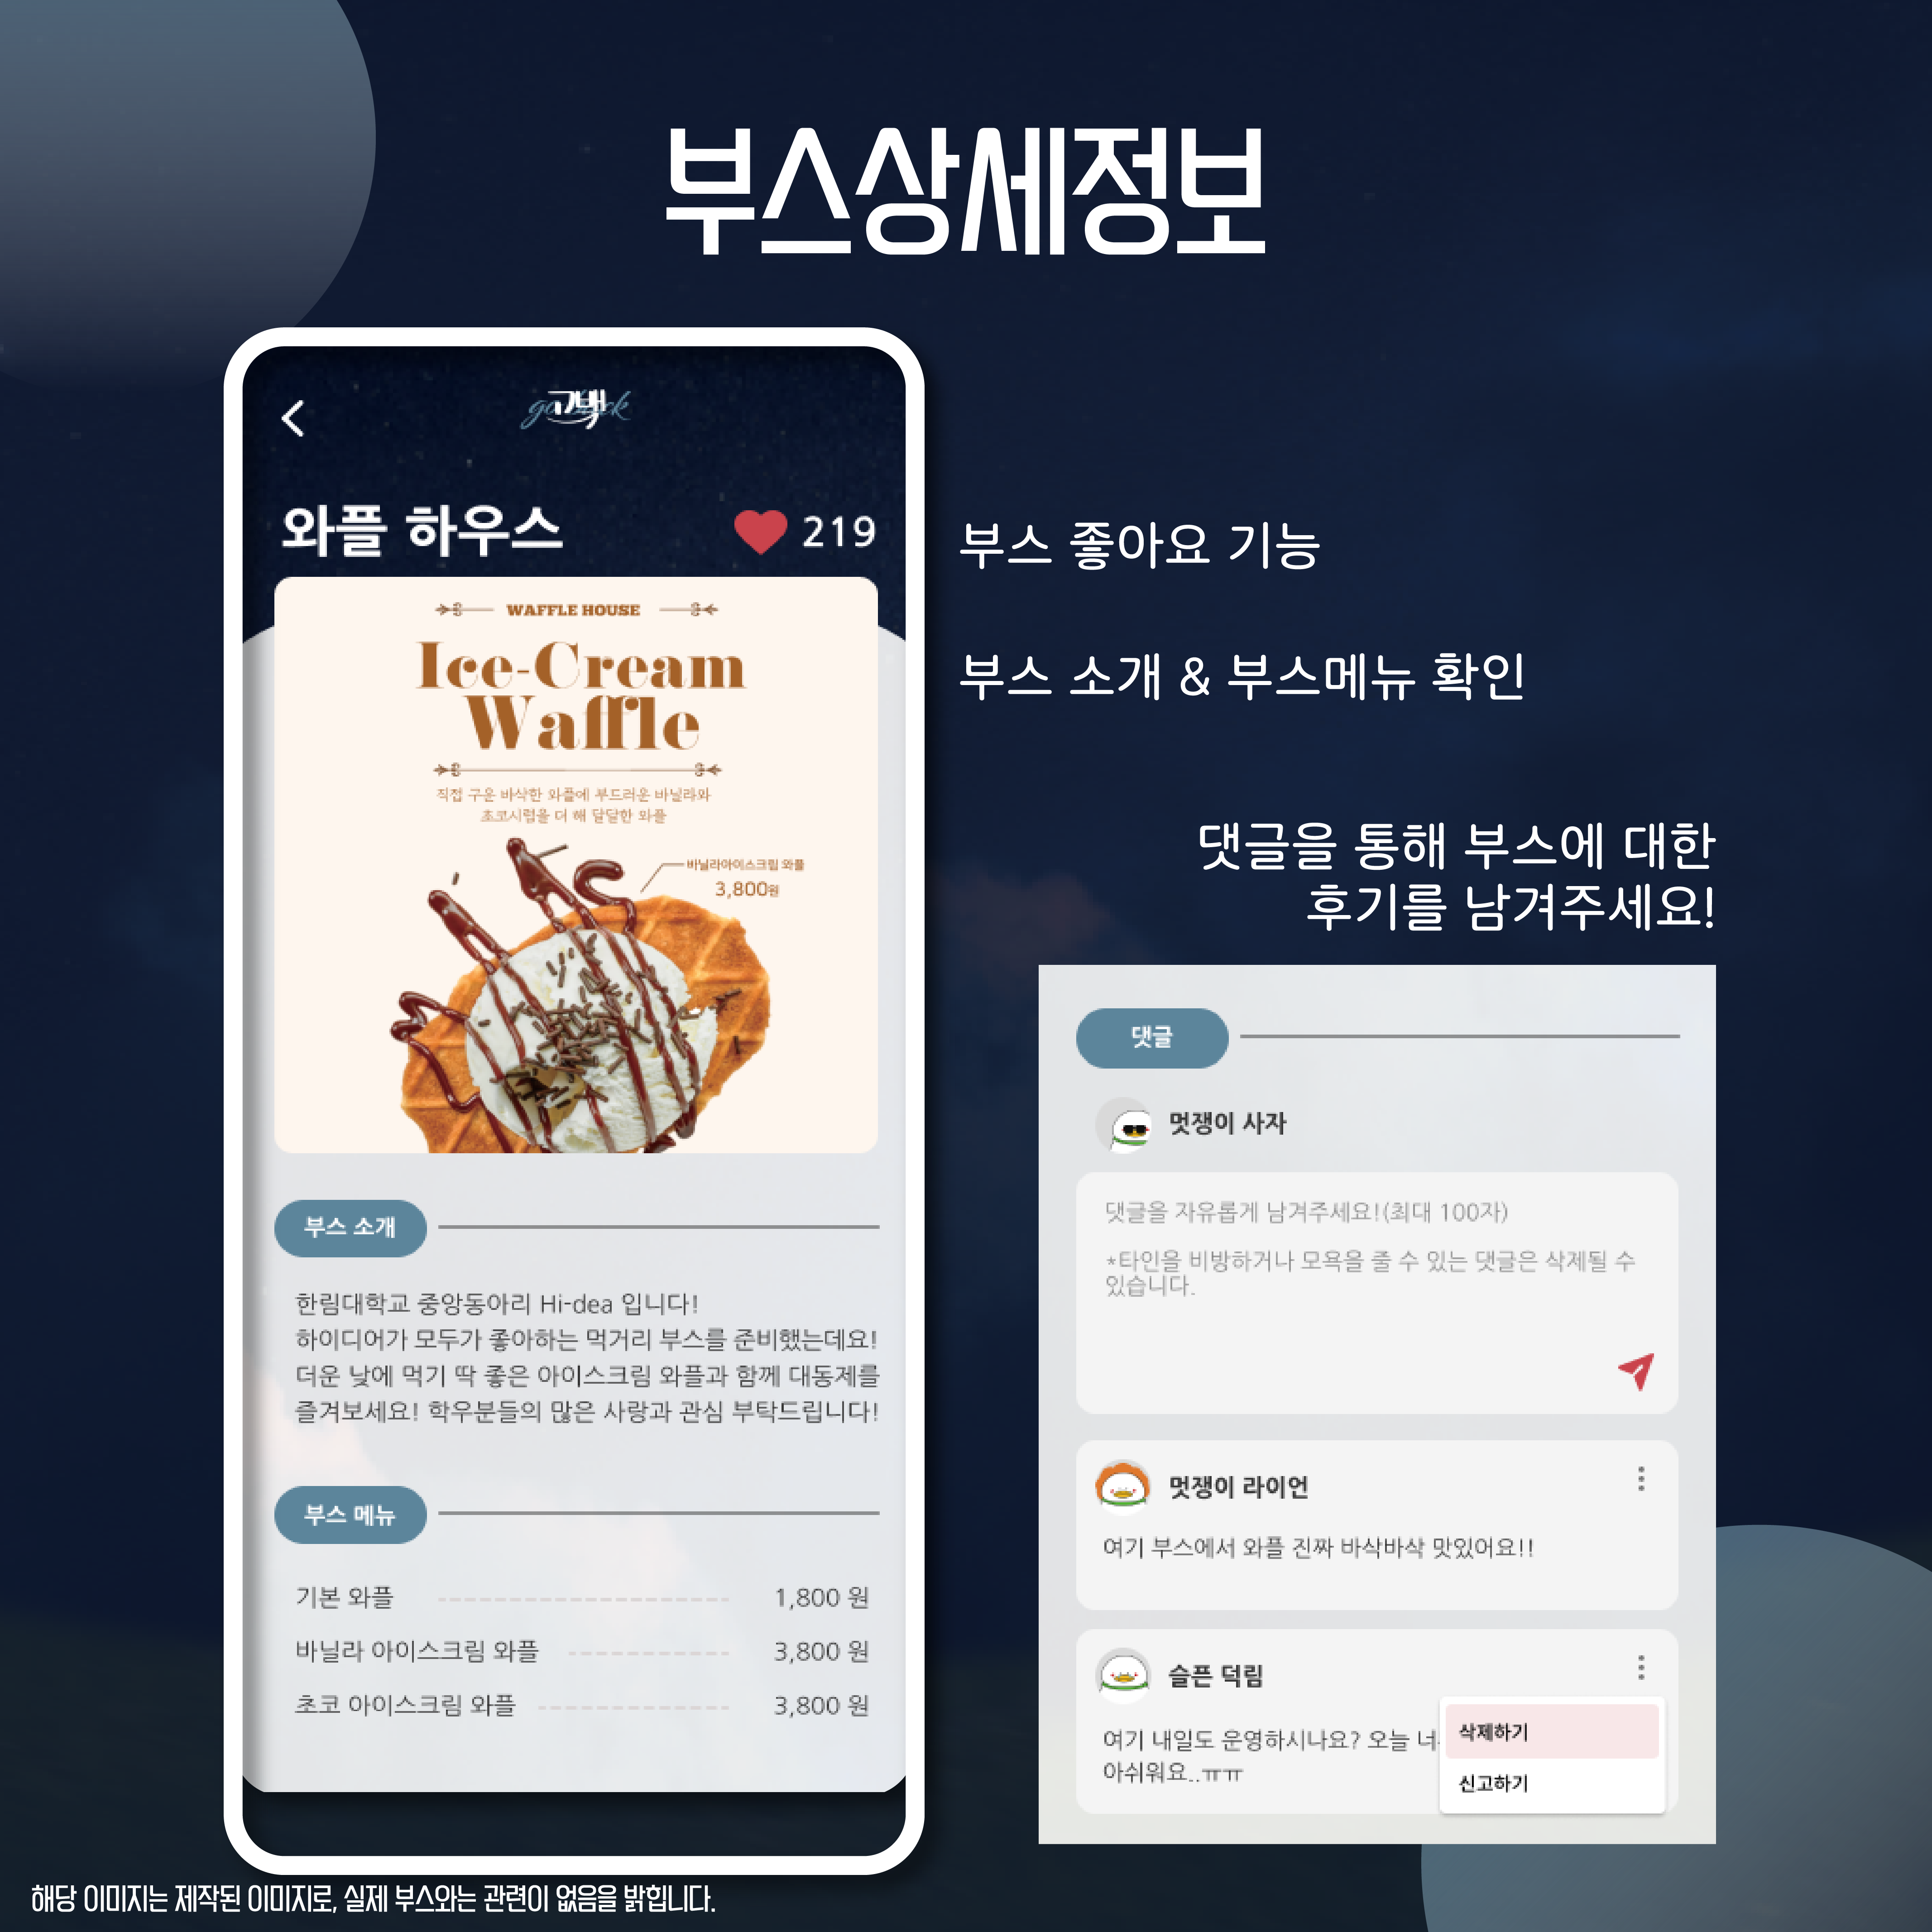 부스상세정보
고백
go back
와플 하우스
219
WAFFLE HOUSE
Ice-Cream
Waffle
직접 구운 바삭한 와플에 부드러운 바닐라와
초코시럽을 더 해 달달한 와플
바닐라아이스크림 와플
3,800원
부스 소개
한림대학교 중앙동아리 Hi-dea 입니다!
하이디어가 모두가 좋아하는 먹거리 부스를 준비했는데요!
더운 낮에 먹기 딱 좋은 아이스크림 와플과 함께 대동제를
즐겨보세요! 학우분들의 많은 사랑과 관심 부탁드립니다!
부스 메뉴
기본 와플 1,800 원
바닐라 아이스크림 와플 3,800 원
초코 아이스크림 와플 3,800 원
부스 좋아요 기능
부스 소개 & 부스메뉴 확인
댓글을 통해 부스에 대한
후기를 남겨주세요!
댓글
멋쟁이 사자
댓글을 자유롭게 남겨주세요!(최대 100자)
*타인을 비방하거나 모욕을 줄 수 있는 댓글은 삭제될 수
있습니다.
멋쟁이 라이언
여기 부스에서 와플 진짜 바삭바삭 맛있어요!!
슬픈 덕림
여기 내일도 운영하시나요? 오늘
아쉬워요..ㅠㅠ
삭제하기
신고하기
해당 이미지는 제작된 이미지로, 실제 부스와는 관련이 없음을 밝힙니다.